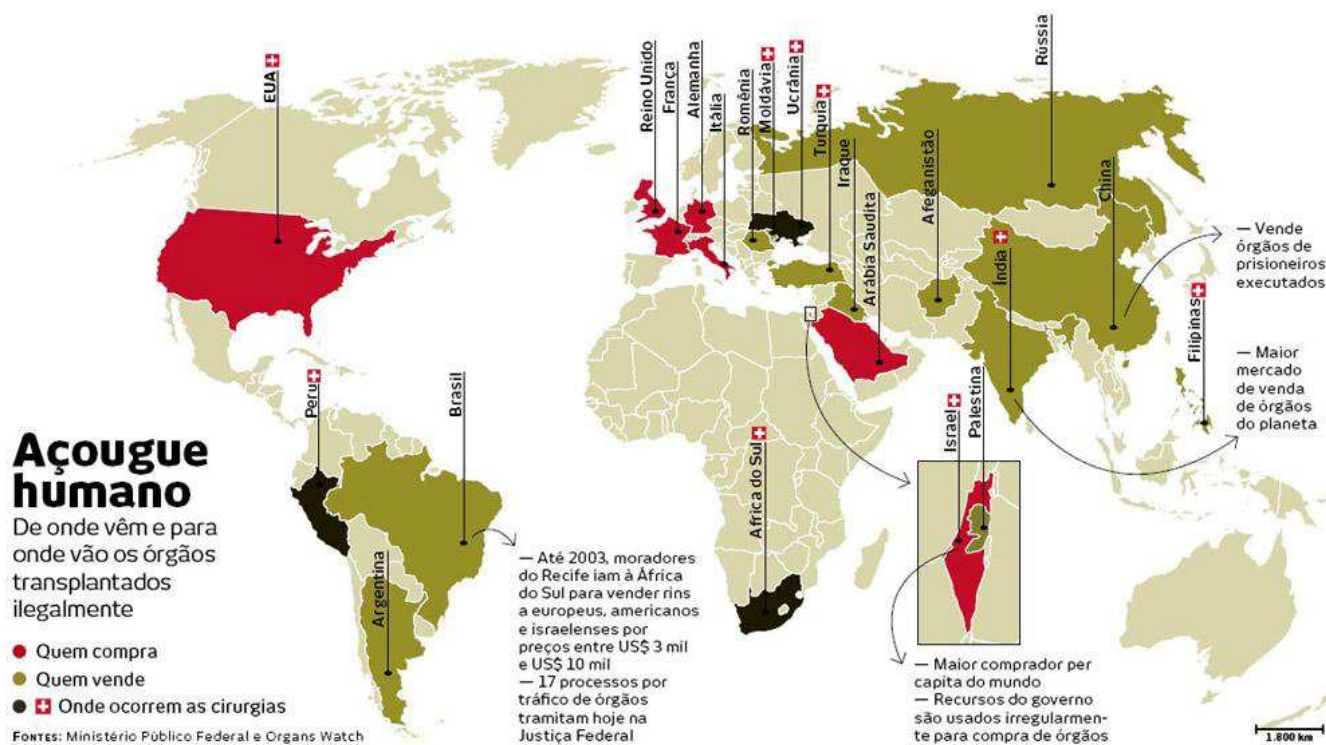 Açougue
humano
De onde vêm e para
onde vão os órgãos
transplantados
ilegalmente
Quem compra
Quem vende
Onde ocorrem as cirurgias
FONTES: Ministério Público Federal e Organs Watch
EUA
Peru
Brasil
Argentina
— Até 2003, moradores
do Recife iam à África
do Sul para vender rins
a europeus, americanos
e israelenses por
preços entre US$ 3 mil
e US$ 10 mil
— 17 processos por
tráfico de órgãos
tramitam hoje na
Justiça Federal
Reino Unido
França
Alemanha
Itália
Romênia
Moldávia
Ucrânia
Turquia
Iraque
Arábia Saudita
Afeganistão
Rússia
China
Índia
Filipinas
África do Sul
Israel
Palestina
— Vende
órgãos de
prisioneiros
executados
— Maior
mercado
de venda
de órgãos
do planeta
— Maior comprador per
capita do mundo
— Recursos do governo
são usados irregularmen-
te para compra de órgãos
1.800 km